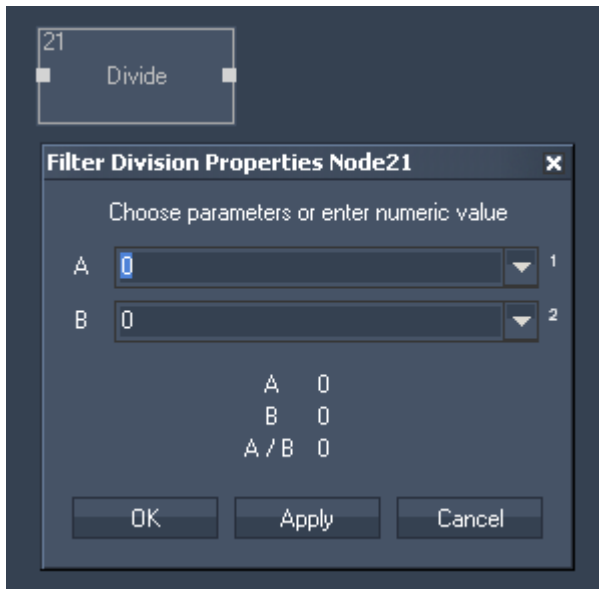 21
Divide
Filter Division Properties Node21
Choose parameters or enter numeric value
A 0 1
B 0 2
A 0
B 0
A / B 0
OK Apply Cancel